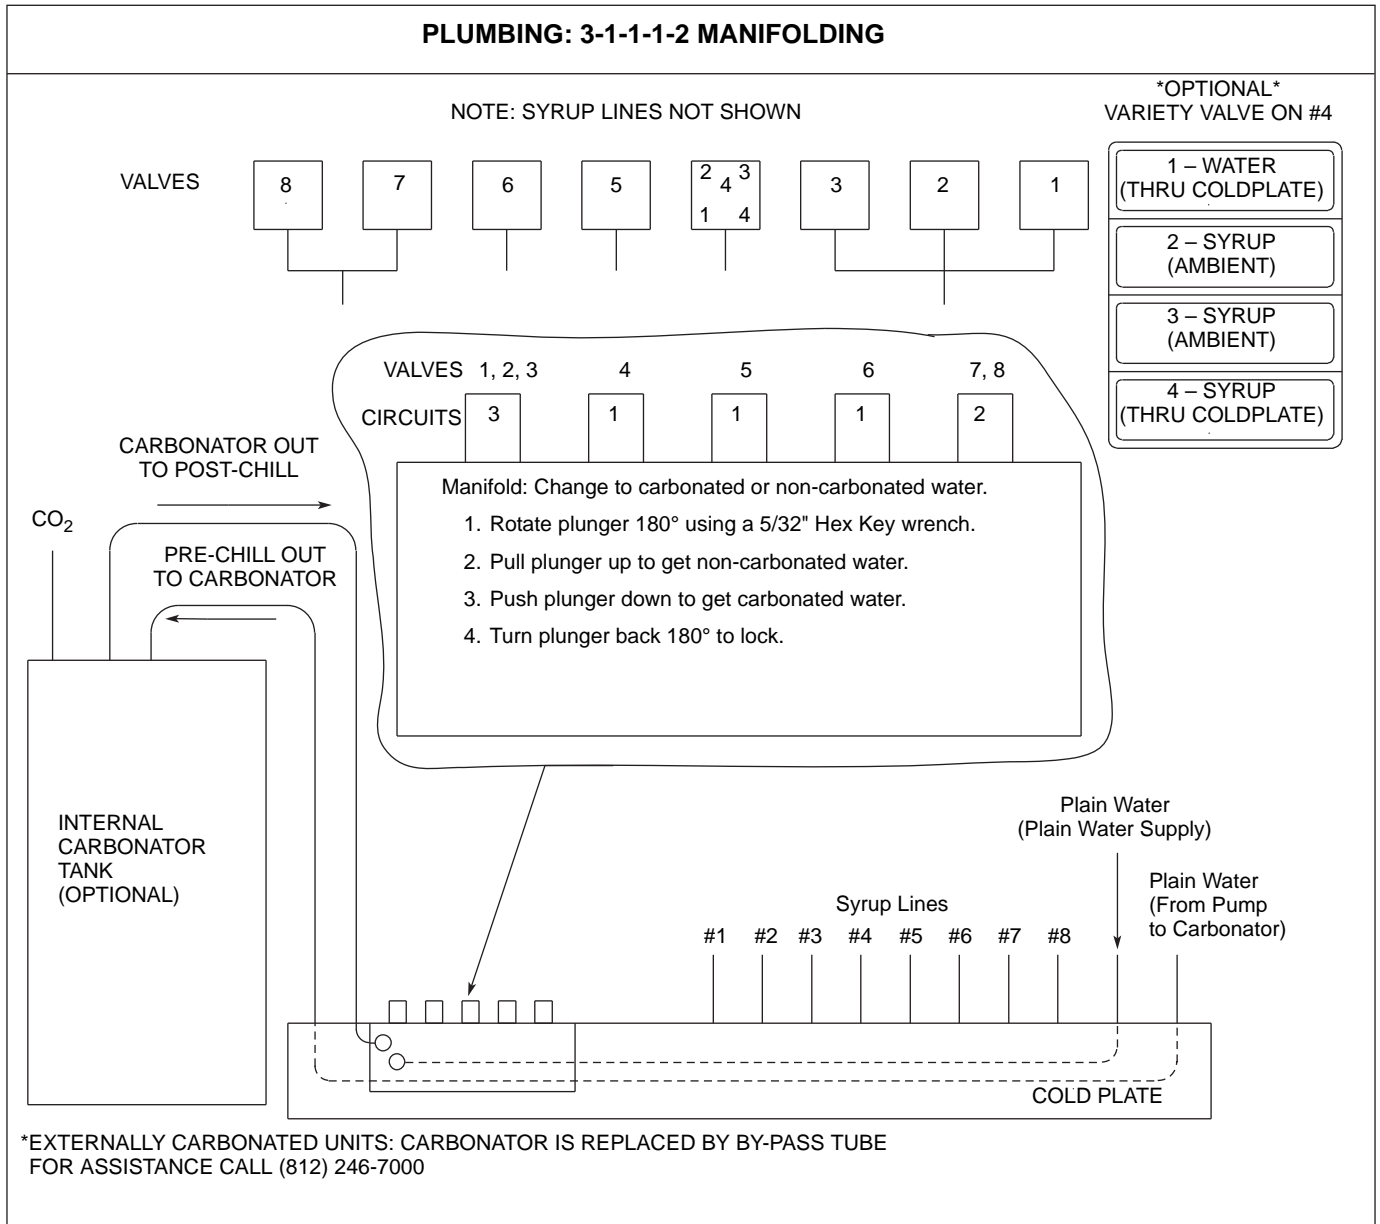 PLUMBING: 3-1-1-1-2 MANIFOLDING
NOTE: SYRUP LINES NOT SHOWN
*OPTIONAL*
VARIETY VALVE ON #4
VALVES
8
7
6
5
2 3
4
1 4
3
2
1
1 – WATER
(THRU COLDPLATE)
2 – SYRUP
(AMBIENT)
3 – SYRUP
(AMBIENT)
4 – SYRUP
(THRU COLDPLATE)
VALVES 1, 2, 3 4 5 6 7, 8
CIRCUITS 3 1 1 1 2
Manifold: Change to carbonated or non-carbonated water.
1. Rotate plunger 180° using a 5/32" Hex Key wrench.
2. Pull plunger up to get non-carbonated water.
3. Push plunger down to get carbonated water.
4. Turn plunger back 180° to lock.
CARBONATOR OUT
TO POST-CHILL
CO2
PRE-CHILL OUT
TO CARBONATOR
INTERNAL
CARBONATOR
TANK
(OPTIONAL)
Plain Water
(Plain Water Supply)
Plain Water
(From Pump
to Carbonator)
Syrup Lines
#1 #2 #3 #4 #5 #6 #7 #8
COLD PLATE
*EXTERNALLY CARBONATED UNITS: CARBONATOR IS REPLACED BY BY-PASS TUBE
FOR ASSISTANCE CALL (812) 246-7000